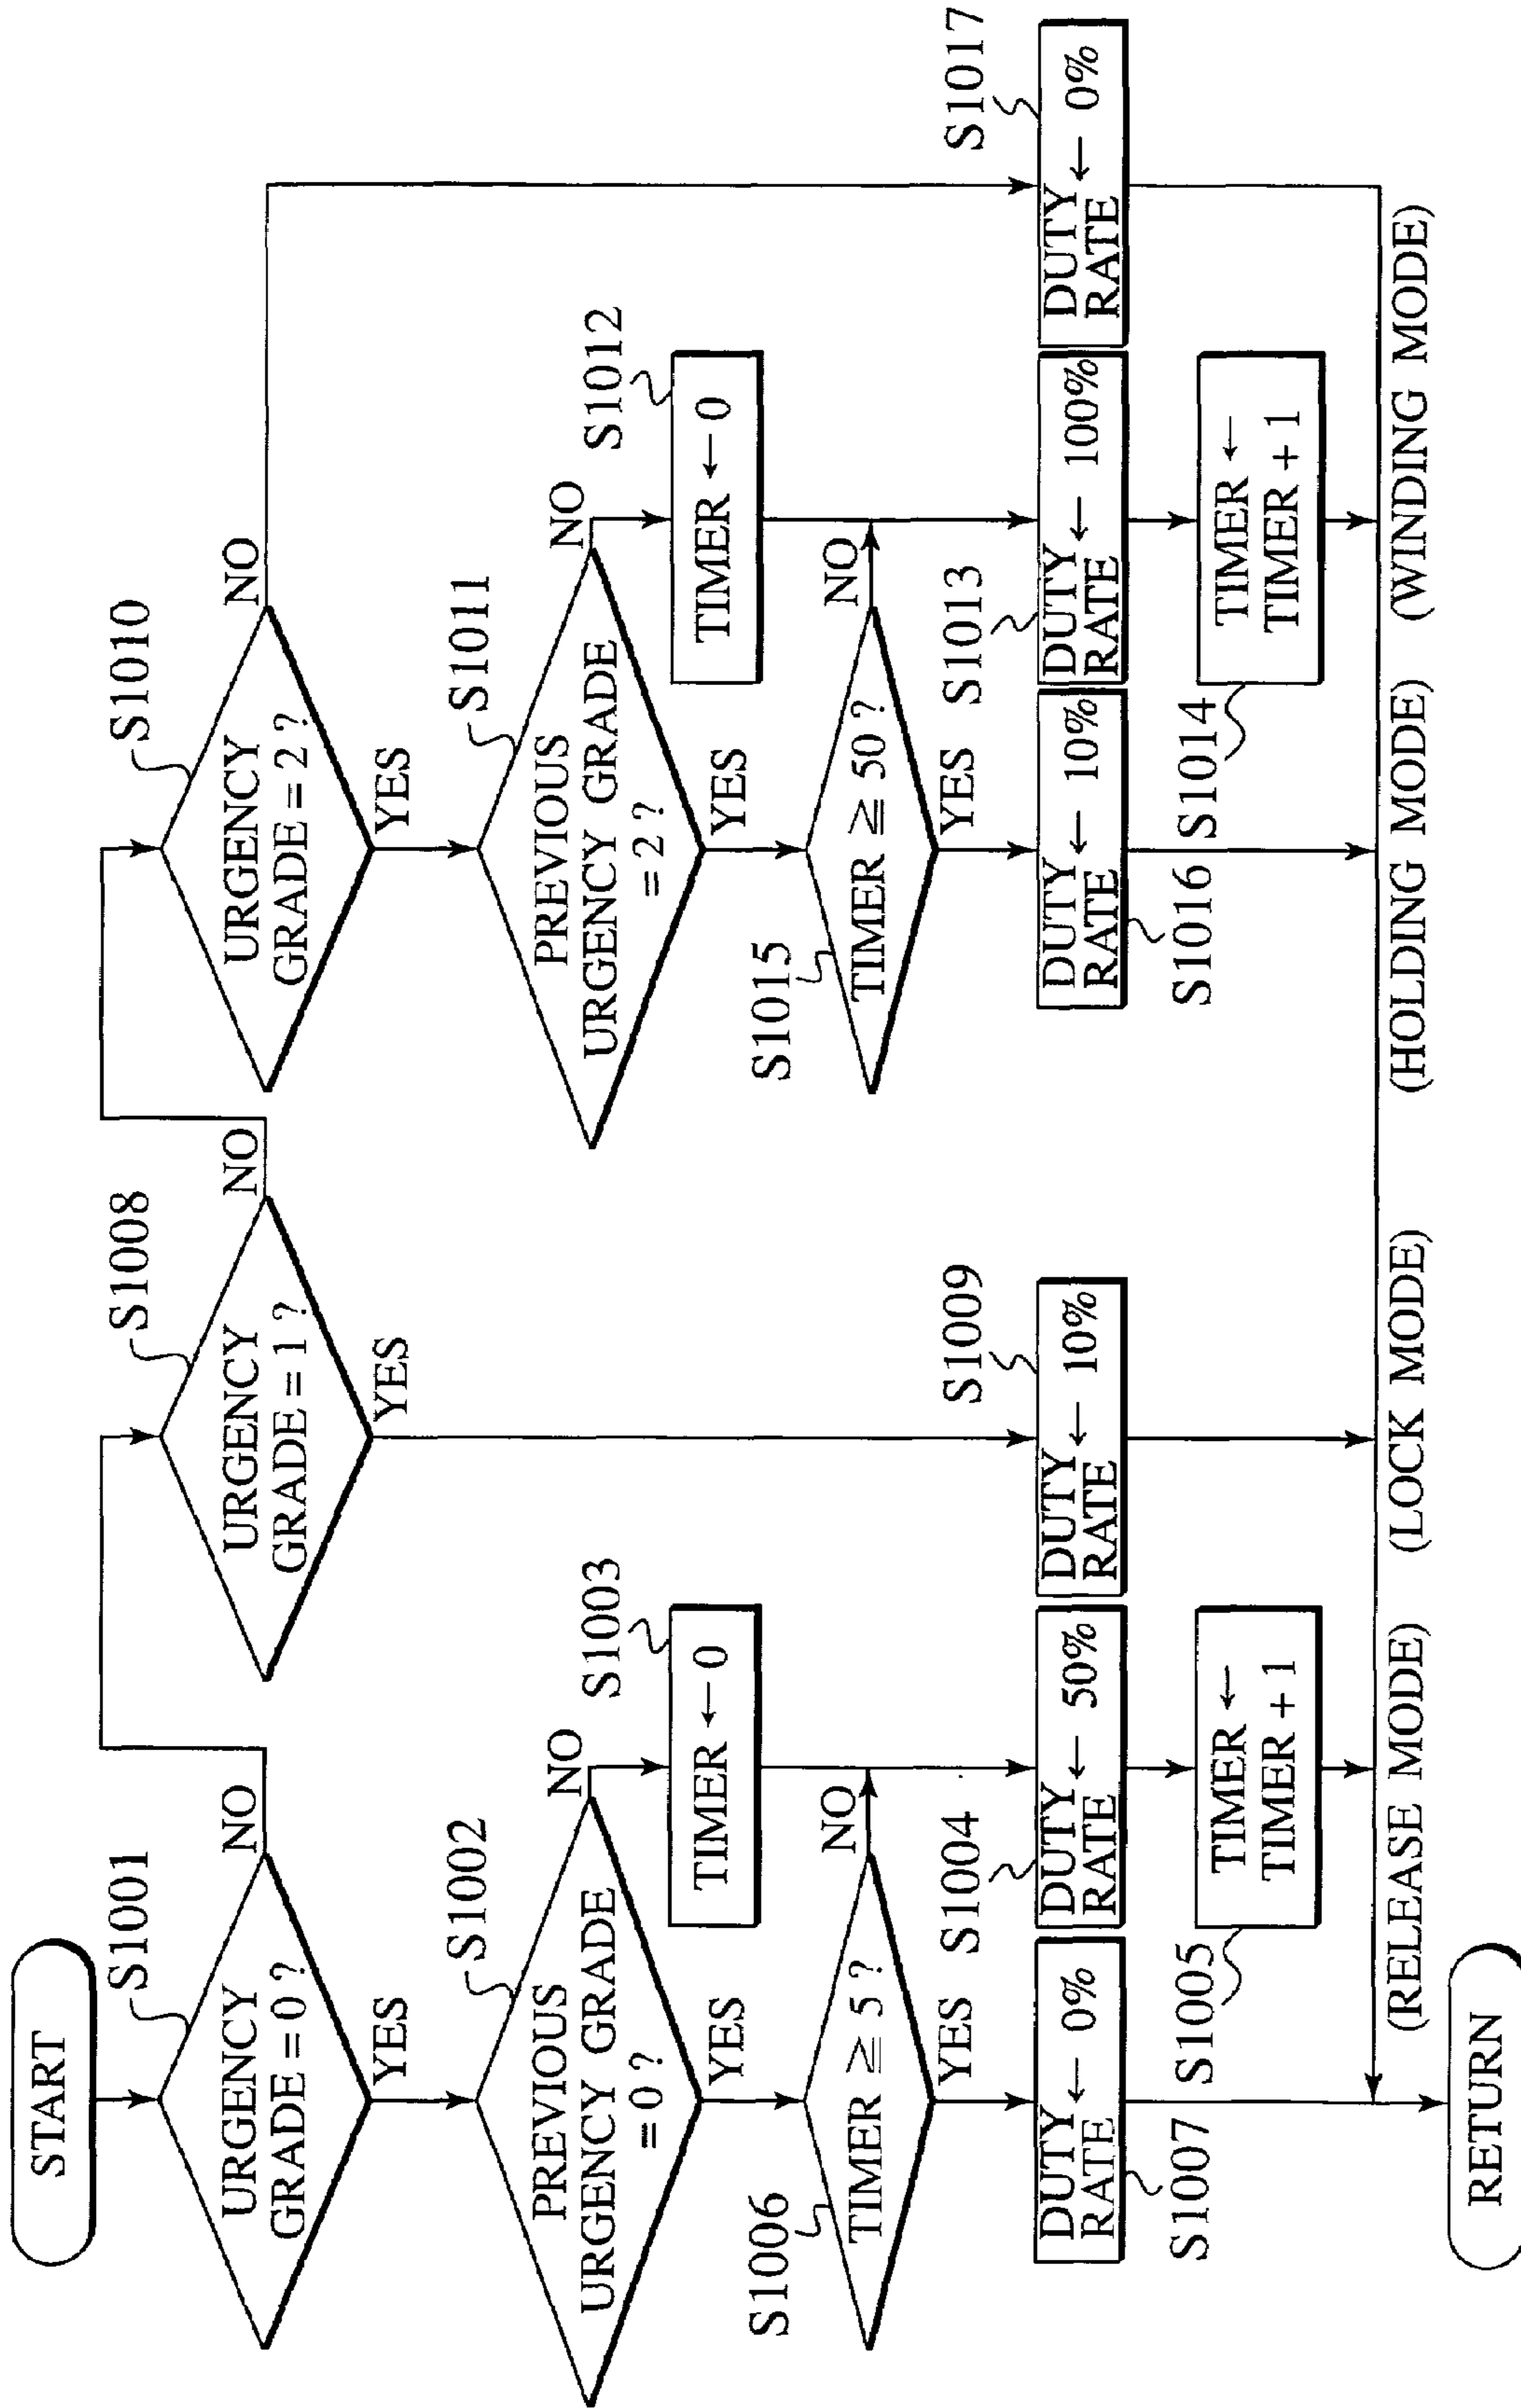 START
S1001
URGENCY
GRADE = 0 ?
NO
YES
S1002
PREVIOUS
URGENCY GRADE
= 0 ?
NO
YES
S1003
TIMER ← 0
S1006
TIMER ≧ 5 ?
NO
YES
S1004
DUTY ← 0%
RATE
S1007
DUTY ← 50%
RATE
S1005
TIMER ←
TIMER + 1
(RELEASE MODE)
RETURN
S1008
URGENCY
GRADE = 1 ?
NO
YES
S1009
DUTY ← 10%
RATE
(LOCK MODE)
S1010
URGENCY
GRADE = 2 ?
NO
YES
S1011
PREVIOUS
URGENCY GRADE
= 2 ?
NO
YES
S1012
TIMER ← 0
S1015
TIMER ≧ 50 ?
NO
YES
S1013
DUTY ← 10%
RATE
S1016
DUTY ← 100%
RATE
S1014
TIMER ←
TIMER + 1
S1017
DUTY ← 0%
RATE
(HOLDING MODE)
(WINDING MODE)